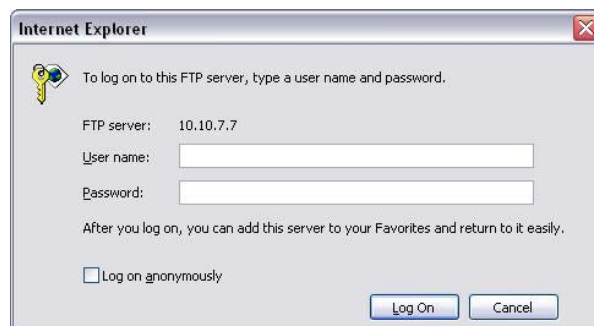 Internet Explorer
To log on to this FTP server, type a user name and password.
FTP server: 10.10.7.7
User name:
Password:
After you log on, you can add this server to your Favorites and return to it easily.
Log on anonymously
Log On Cancel